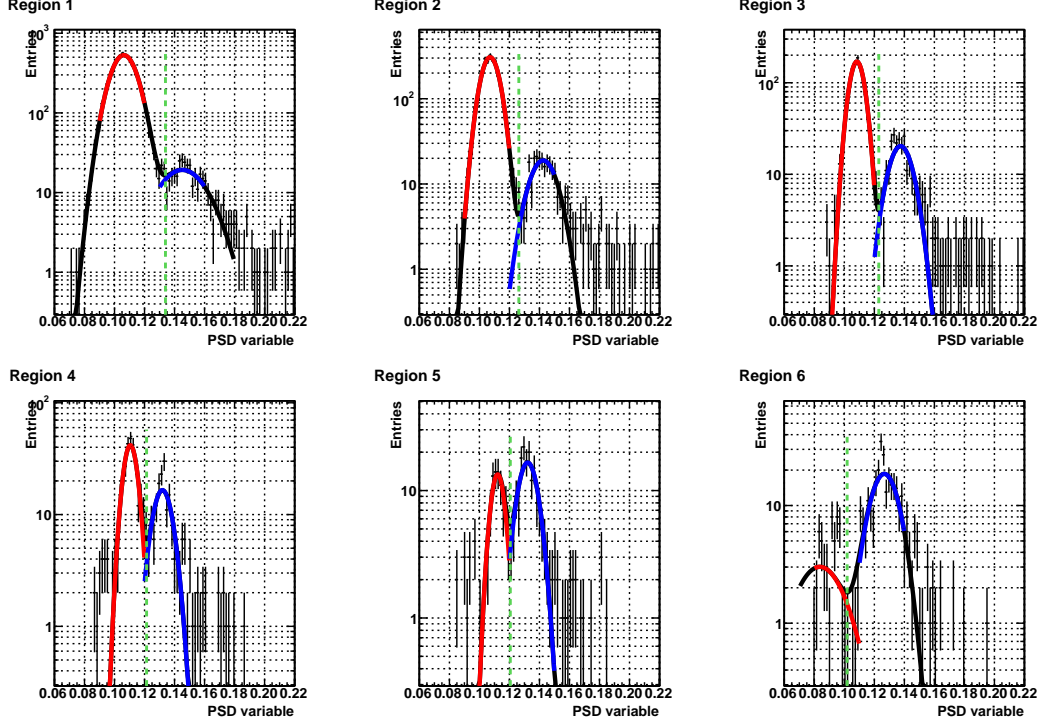 Region 1
Region 2
Region 3
Entries
10³
10²
10
1
0.06 0.08 0.10 0.12 0.14 0.16 0.18 0.20 0.22
PSD variable
Entries
10²
10
1
0.06 0.08 0.10 0.12 0.14 0.16 0.18 0.20 0.22
PSD variable
Entries
10²
10
1
0.06 0.08 0.10 0.12 0.14 0.16 0.18 0.20 0.22
PSD variable
Region 4
Region 5
Region 6
Entries
10²
10
1
0.06 0.08 0.10 0.12 0.14 0.16 0.18 0.20 0.22
PSD variable
Entries
10
1
0.06 0.08 0.10 0.12 0.14 0.16 0.18 0.20 0.22
PSD variable
Entries
10
1
0.06 0.08 0.10 0.12 0.14 0.16 0.18 0.20 0.22
PSD variable